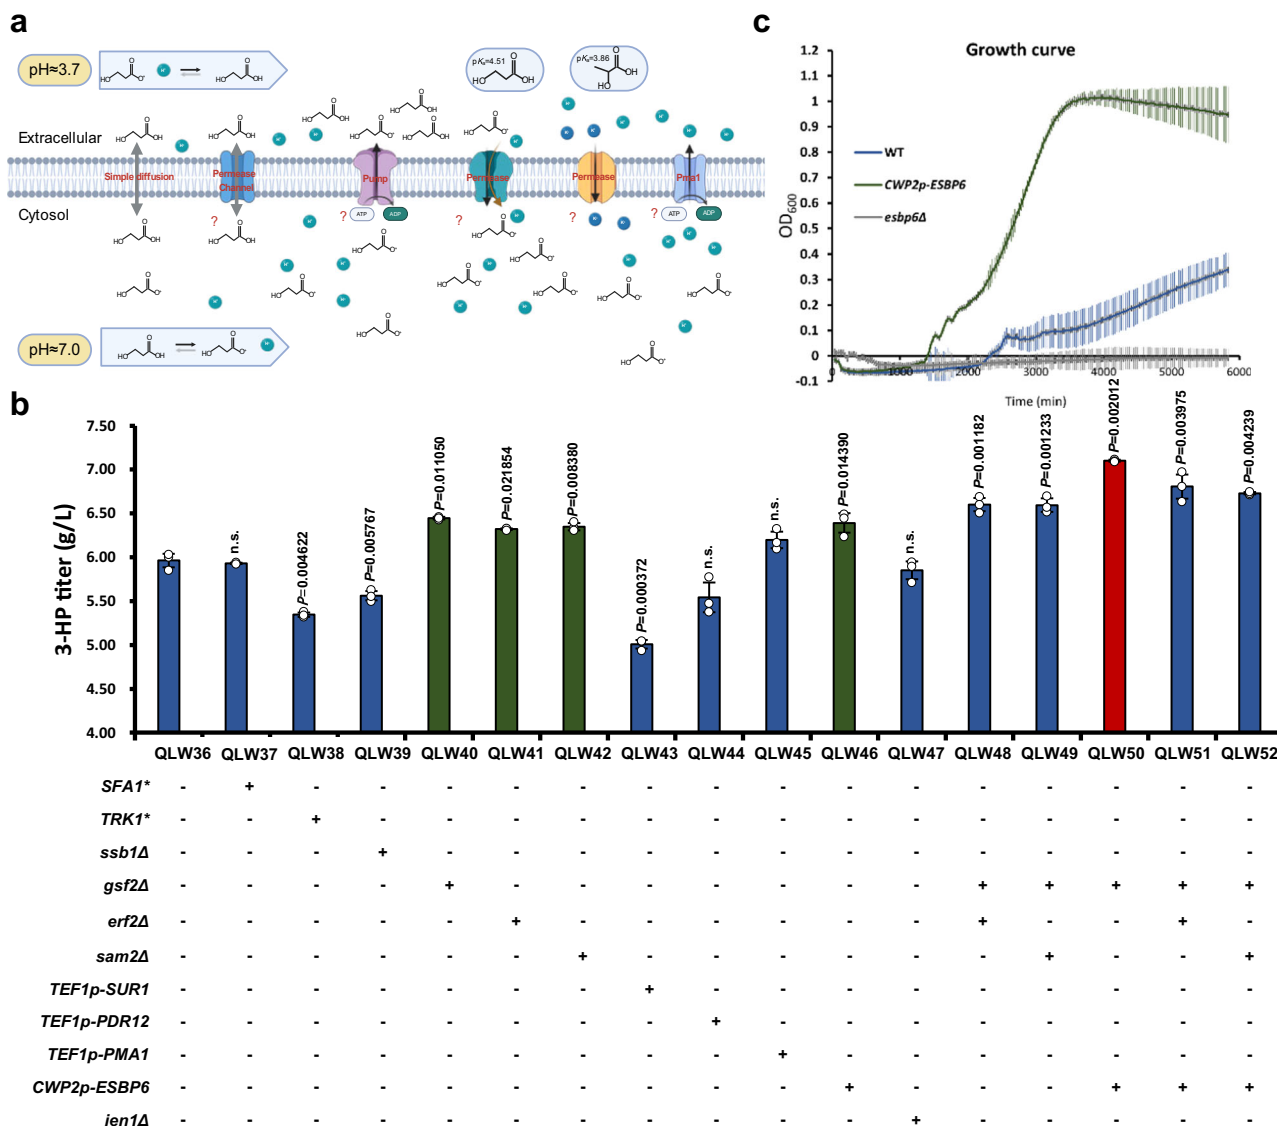 a
pH≈3.7
pKa=4.51
pKa=3.86
Extracellular
Simple diffusion
Permease
Channel
Pump
Permease
Permease
Pma1
Cytosol
?
?
ATP
ADP
?
?
?
ATP
ADP
pH≈7.0
c
Growth curve
1.2
1.1
1
0.9
0.8
0.7
0.6
0.5
0.4
0.3
0.2
0.1
0
-0.1
OD600
WT
CWP2p-ESBP6
esbp6Δ
0 1000 2000 3000 4000 5000 6000
Time (min)
b
7.50
7.00
6.50
6.00
5.50
5.00
4.50
4.00
3-HP titer (g/L)
n.s.
P=0.004622
P=0.005767
P=0.011050
P=0.021854
P=0.008380
P=0.000372
n.s.
n.s.
P=0.014390
n.s.
P=0.001182
P=0.001233
P=0.002012
P=0.003975
P=0.004239
QLW36 QLW37 QLW38 QLW39 QLW40 QLW41 QLW42 QLW43 QLW44 QLW45 QLW46 QLW47 QLW48 QLW49 QLW50 QLW51 QLW52
SFA1* - + - - - - - - - - - - - - - - -
TRK1* - - + - - - - - - - - - - - - - -
ssb1Δ - - - + - - - - - - - - - - - - -
gsf2Δ - - - - + - - - - - - - + + + + +
erf2Δ - - - - - + - - - - - - + - - + -
sam2Δ - - - - - - + - - - - - - + - - +
TEF1p-SUR1 - - - - - - - + - - - - - - - - -
TEF1p-PDR12 - - - - - - - - + - - - - - - - -
TEF1p-PMA1 - - - - - - - - - + - - - - - - -
CWP2p-ESBP6 - - - - - - - - - - + - - - + + +
jen1Δ - - - - - - - - - - - + - - - - -